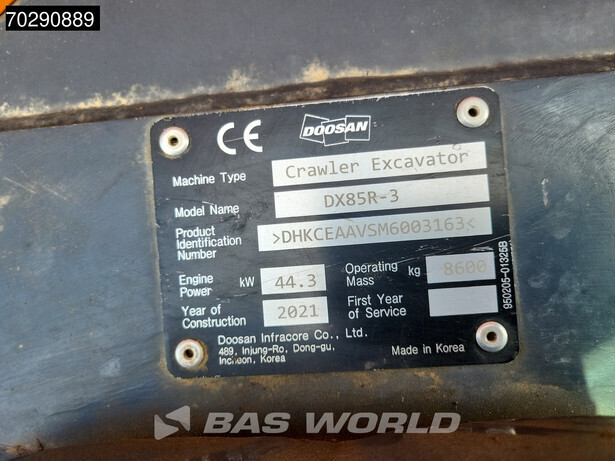 70290889
CE DOOSAN
Machine Type Crawler Excavator
Model Name DX85R-3
Product Identification Number >DHKCEAAVSM6003163<
Engine Power kW 44.3 Operating Mass kg 8600
Year of Construction 2021 First Year of Service
Doosan Infracore Co., Ltd.
489, Injung-Ro, Dong-gu,
Incheon, Korea
Made in Korea
950205-01325B
BAS WORLD